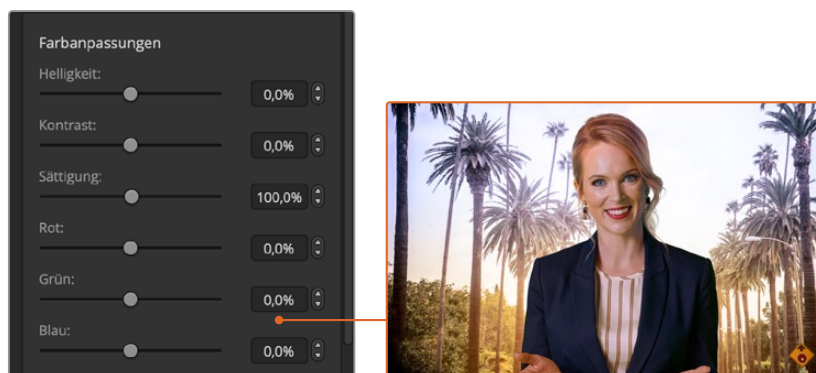 Farbanpassungen
Helligkeit:
0,0%
Kontrast:
0,0%
Sättigung:
100,0%
Rot:
0,0%
Grün:
0,0%
Blau:
0,0%